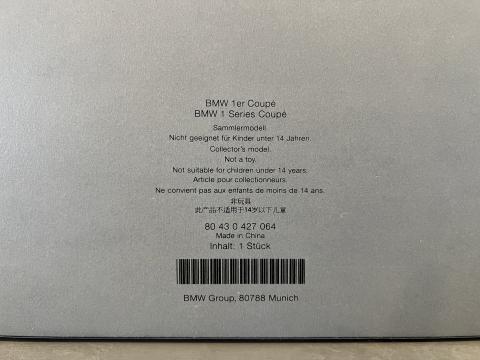 BMW 1er Coupé
BMW 1 Series Coupé
Sammlermodell.
Nicht geeignet für Kinder unter 14 Jahren.
Collector's model.
Not a toy.
Not suitable for children under 14 years.
Article pour collectionneurs.
Ne convient pas aux enfants de moins de 14 ans.
非玩具
此产品不适用于14岁以下儿童
80 43 0 427 064
Made in China
Inhalt: 1 Stück
BMW Group, 80788 Munich